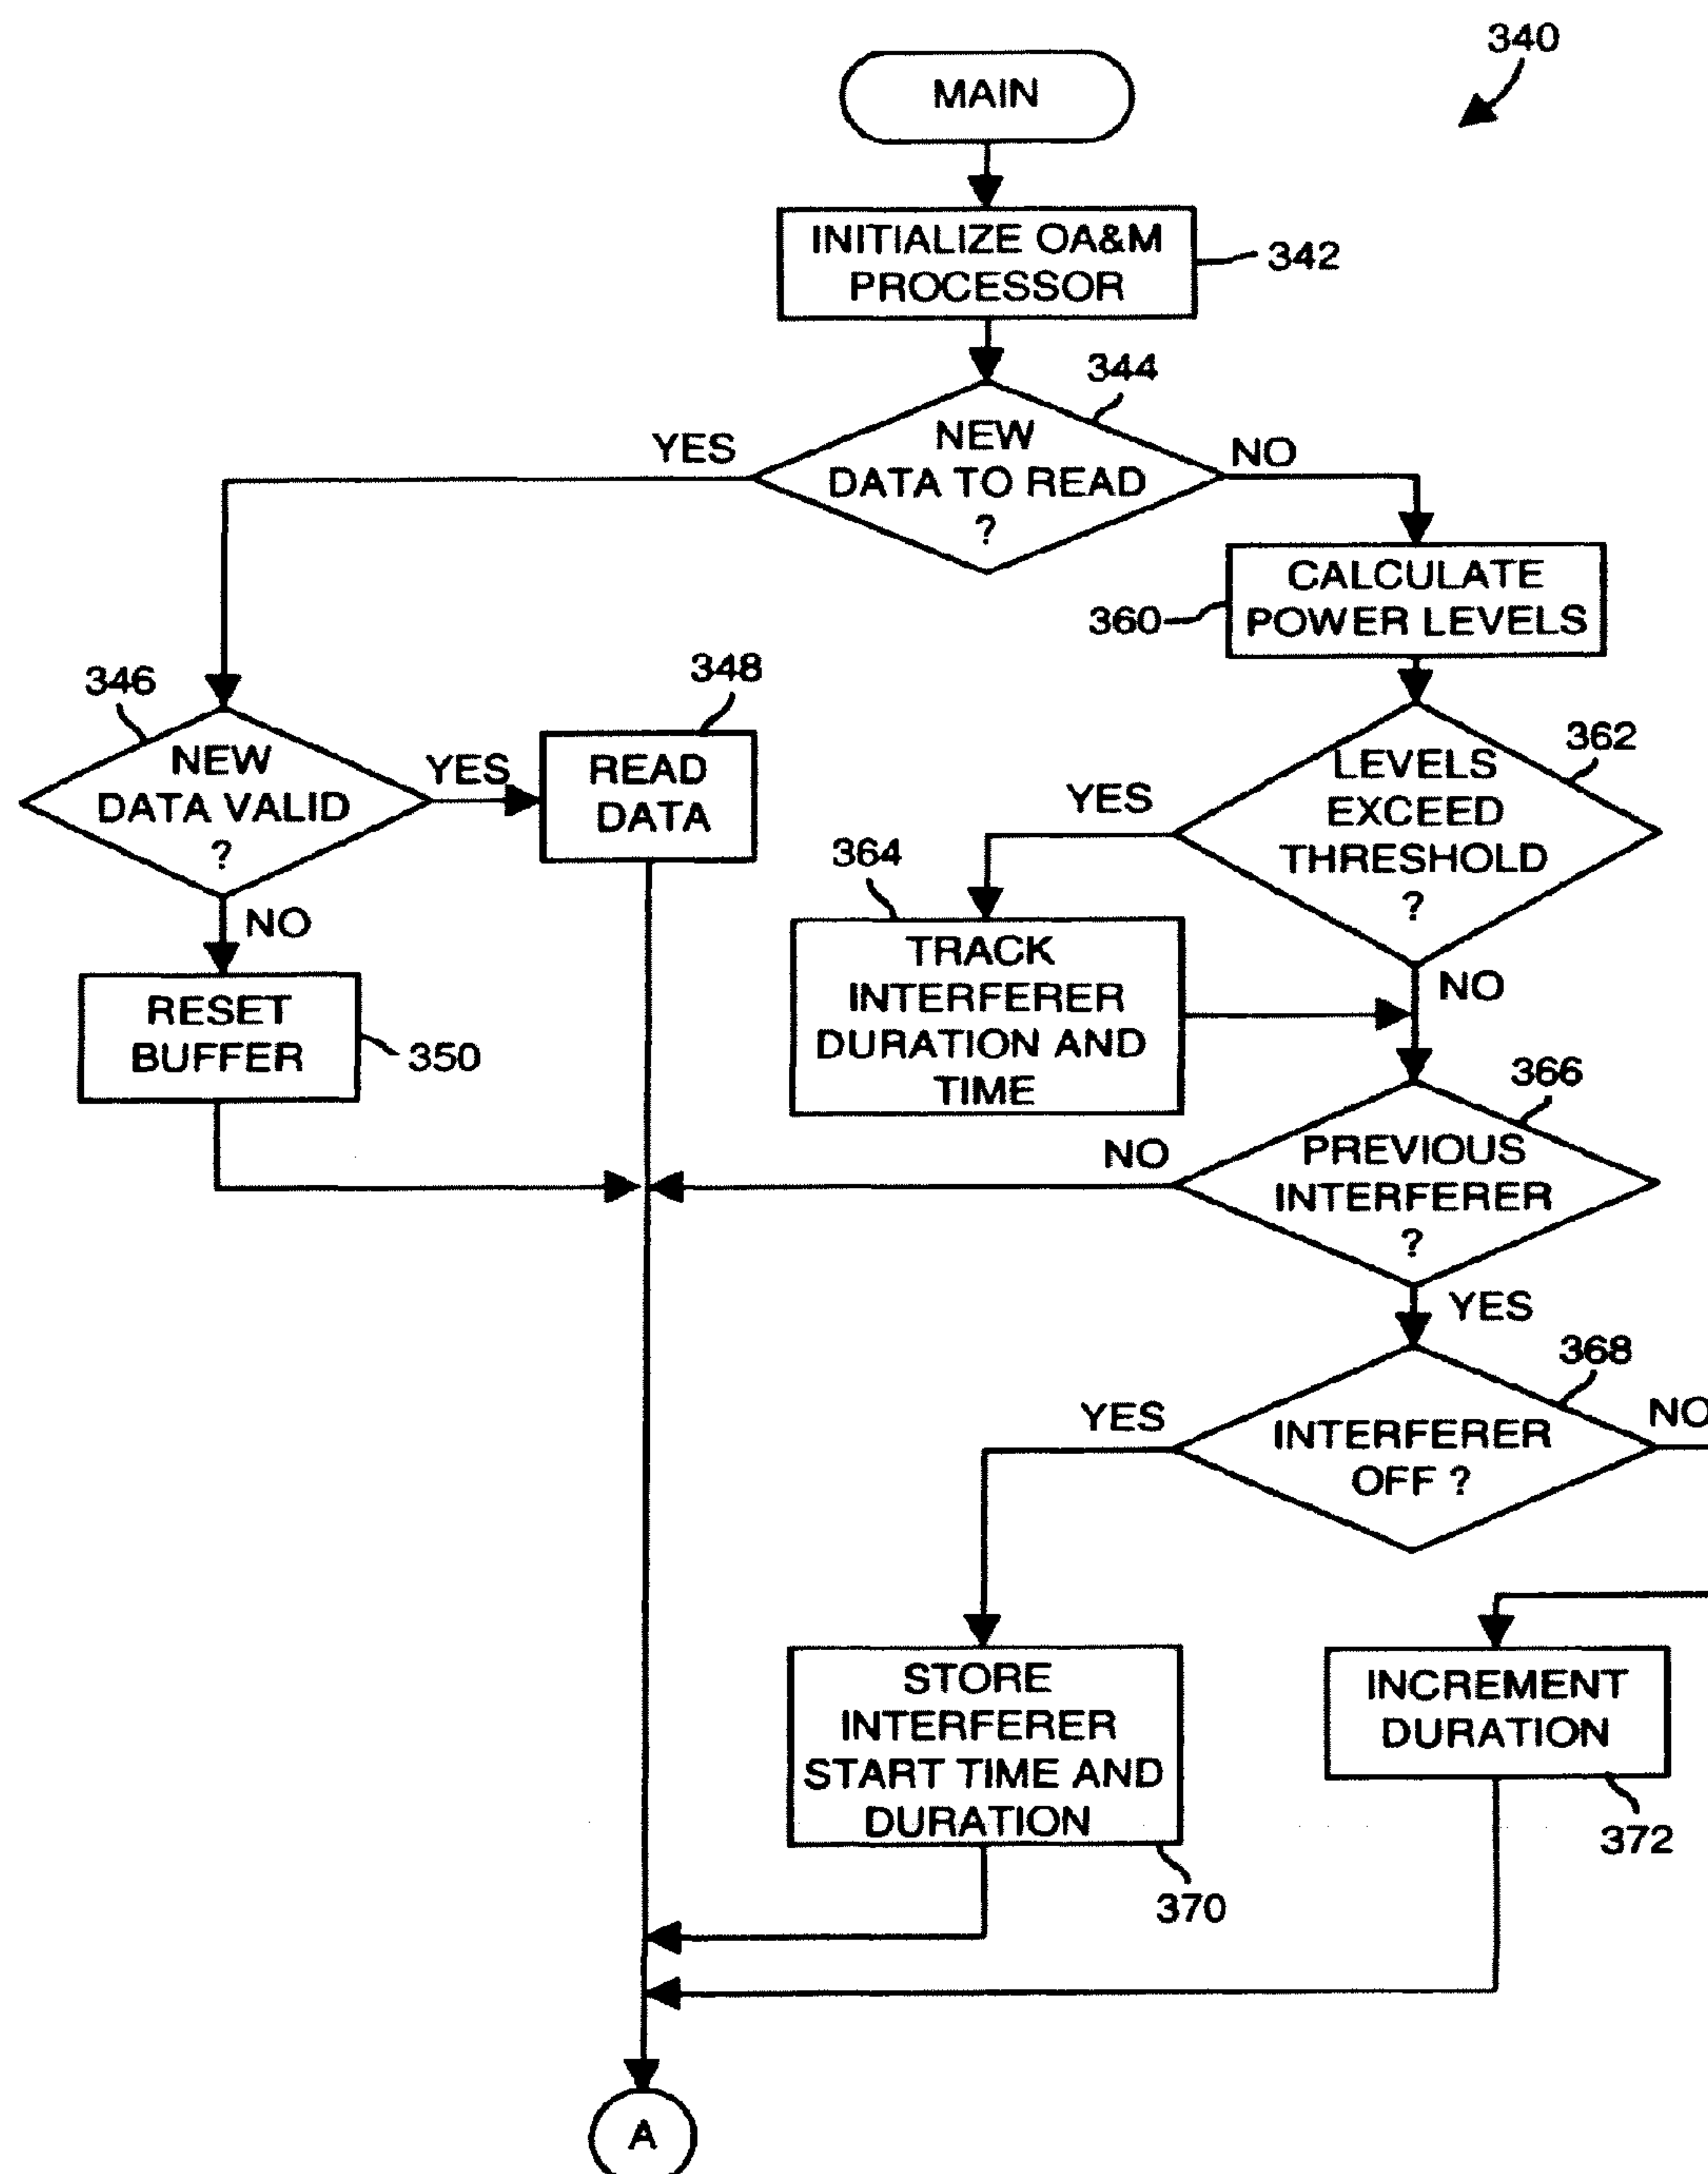 340
MAIN
INITIALIZE OA&M
PROCESSOR
342
344
YES
NEW
DATA TO READ
?
NO
CALCULATE
POWER LEVELS
360
346
NEW
DATA VALID
?
YES
348
READ
DATA
NO
RESET
BUFFER
350
362
LEVELS
EXCEED
THRESHOLD
?
YES
364
TRACK
INTERFERER
DURATION AND
TIME
NO
366
PREVIOUS
INTERFERER
?
NO
YES
368
INTERFERER
OFF ?
YES
NO
STORE
INTERFERER
START TIME AND
DURATION
370
INCREMENT
DURATION
372
A